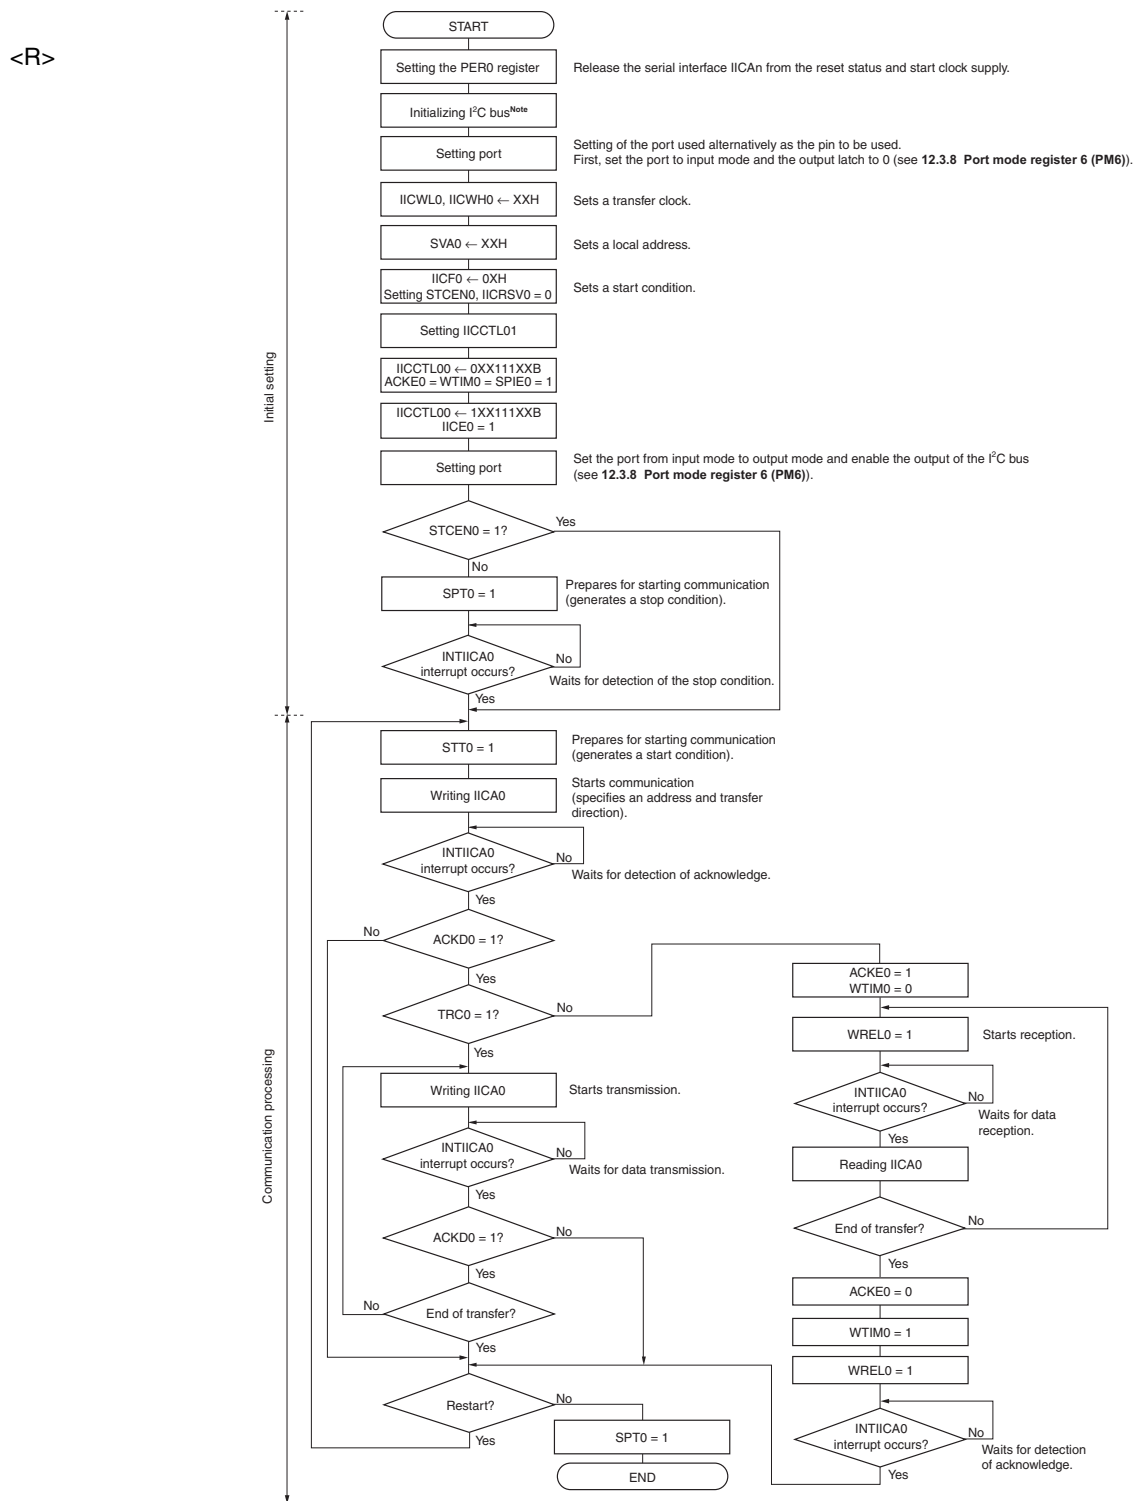 <R>
START
Setting the PER0 register
Release the serial interface IICAn from the reset status and start clock supply.
Initializing I²C bus^Note
Setting port
Setting of the port used alternatively as the pin to be used.
First, set the port to input mode and the output latch to 0 (see 12.3.8 Port mode register 6 (PM6)).
IICWL0, IICWH0 ← XXH
Sets a transfer clock.
SVA0 ← XXH
Sets a local address.
IICF0 ← 0XH
Setting STCEN0, IICRSV0 = 0
Sets a start condition.
Setting IICCTL01
IICCTL00 ← 0XX111XXB
ACKE0 = WTIM0 = SPIE0 = 1
IICCTL00 ← 1XX111XXB
IICE0 = 1
Setting port
Set the port from input mode to output mode and enable the output of the I²C bus
(see 12.3.8 Port mode register 6 (PM6)).
Initial setting
STCEN0 = 1?
Yes
No
SPT0 = 1
Prepares for starting communication
(generates a stop condition).
INTIICA0
interrupt occurs?
No
Waits for detection of the stop condition.
Yes
STT0 = 1
Prepares for starting communication
(generates a start condition).
Writing IICA0
Starts communication
(specifies an address and transfer
direction).
INTIICA0
interrupt occurs?
No
Waits for detection of acknowledge.
Yes
ACKD0 = 1?
No
Yes
TRC0 = 1?
No
Yes
Communication processing
Writing IICA0
Starts transmission.
INTIICA0
interrupt occurs?
No
Waits for data transmission.
Yes
ACKD0 = 1?
No
Yes
End of transfer?
No
Yes
Restart?
No
Yes
SPT0 = 1
END
ACKE0 = 1
WTIM0 = 0
WREL0 = 1
Starts reception.
INTIICA0
interrupt occurs?
No
Waits for data
reception.
Yes
Reading IICA0
End of transfer?
No
Yes
ACKE0 = 0
WTIM0 = 1
WREL0 = 1
INTIICA0
interrupt occurs?
No
Waits for detection
of acknowledge.
Yes